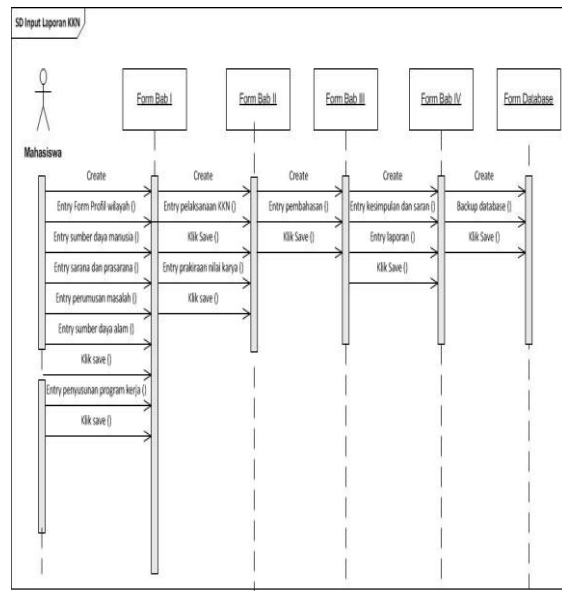 SD Input Laporan KKN
Form Bab I
Form Bab II
Form Bab III
Form Bab IV
Form Database
Mahasiswa
Create
Create
Create
Create
Create
Entry Form Profil wilayah ()
Entry pelaksanaan KKN ()
Entry pembahasan ()
Entry kesimpulan dan saran ()
Backup database ()
Entry sumber daya manusia ()
Klik Save ()
Klik Save ()
Entry laporan ()
Klik Save ()
Entry sarana dan prasarana ()
Entry prakiraan nilai karya ()
Klik Save ()
Entry perumusan masalah ()
Klik save ()
Entry sumber daya alam ()
Klik save ()
Entry penyusunan program kerja ()
Klik save ()